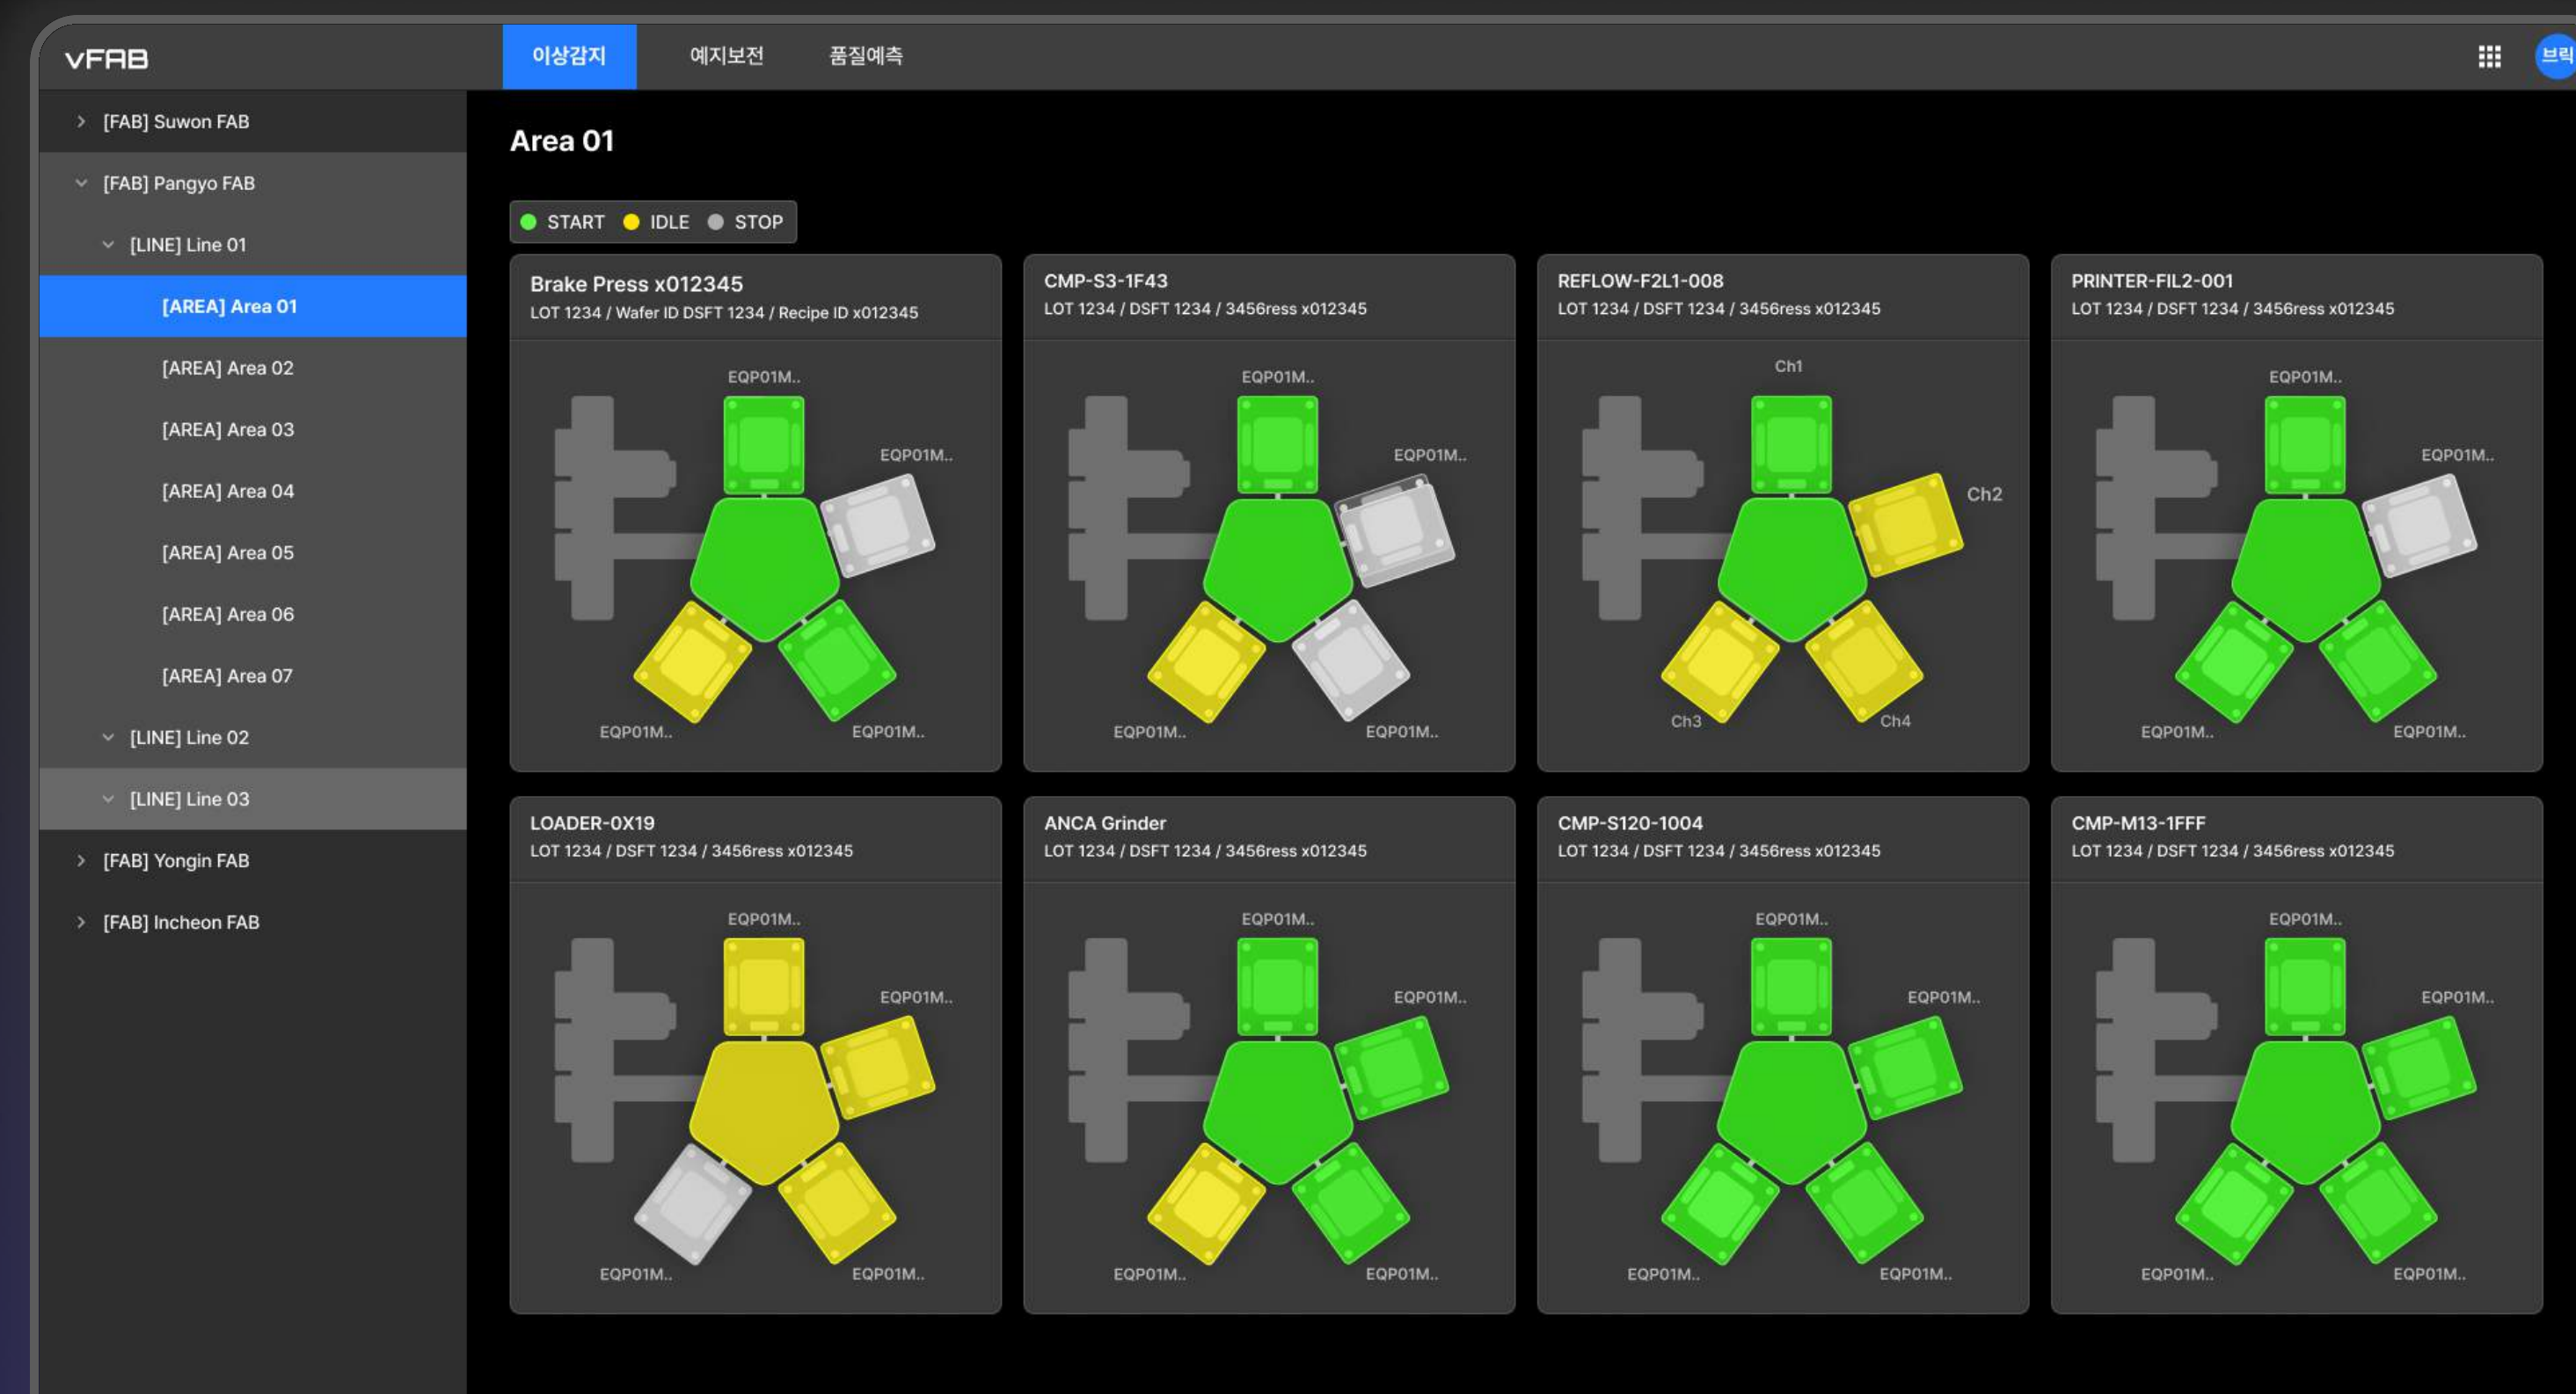 vFAB
이상감지 예지보전 품질예측
브릭
[FAB] Suwon FAB
[FAB] Pangyo FAB
[LINE] Line 01
[AREA] Area 01
[AREA] Area 02
[AREA] Area 03
[AREA] Area 04
[AREA] Area 05
[AREA] Area 06
[AREA] Area 07
[LINE] Line 02
[LINE] Line 03
[FAB] Yongin FAB
[FAB] Incheon FAB
Area 01
START IDLE STOP
Brake Press x012345
LOT 1234 / Wafer ID DSFT 1234 / Recipe ID x012345
EQP01M..
EQP01M..
EQP01M..
EQP01M..
CMP-S3-1F43
LOT 1234 / DSFT 1234 / 3456ress x012345
EQP01M..
EQP01M..
EQP01M..
EQP01M..
REFLOW-F2L1-008
LOT 1234 / DSFT 1234 / 3456ress x012345
Ch1
Ch2
Ch3
Ch4
PRINTER-FIL2-001
LOT 1234 / DSFT 1234 / 3456ress x012345
EQP01M..
EQP01M..
EQP01M..
EQP01M..
LOADER-0X19
LOT 1234 / DSFT 1234 / 3456ress x012345
EQP01M..
EQP01M..
EQP01M..
EQP01M..
ANCA Grinder
LOT 1234 / DSFT 1234 / 3456ress x012345
EQP01M..
EQP01M..
EQP01M..
EQP01M..
CMP-S120-1004
LOT 1234 / DSFT 1234 / 3456ress x012345
EQP01M..
EQP01M..
EQP01M..
EQP01M..
CMP-M13-1FFF
LOT 1234 / DSFT 1234 / 3456ress x012345
EQP01M..
EQP01M..
EQP01M..
EQP01M..